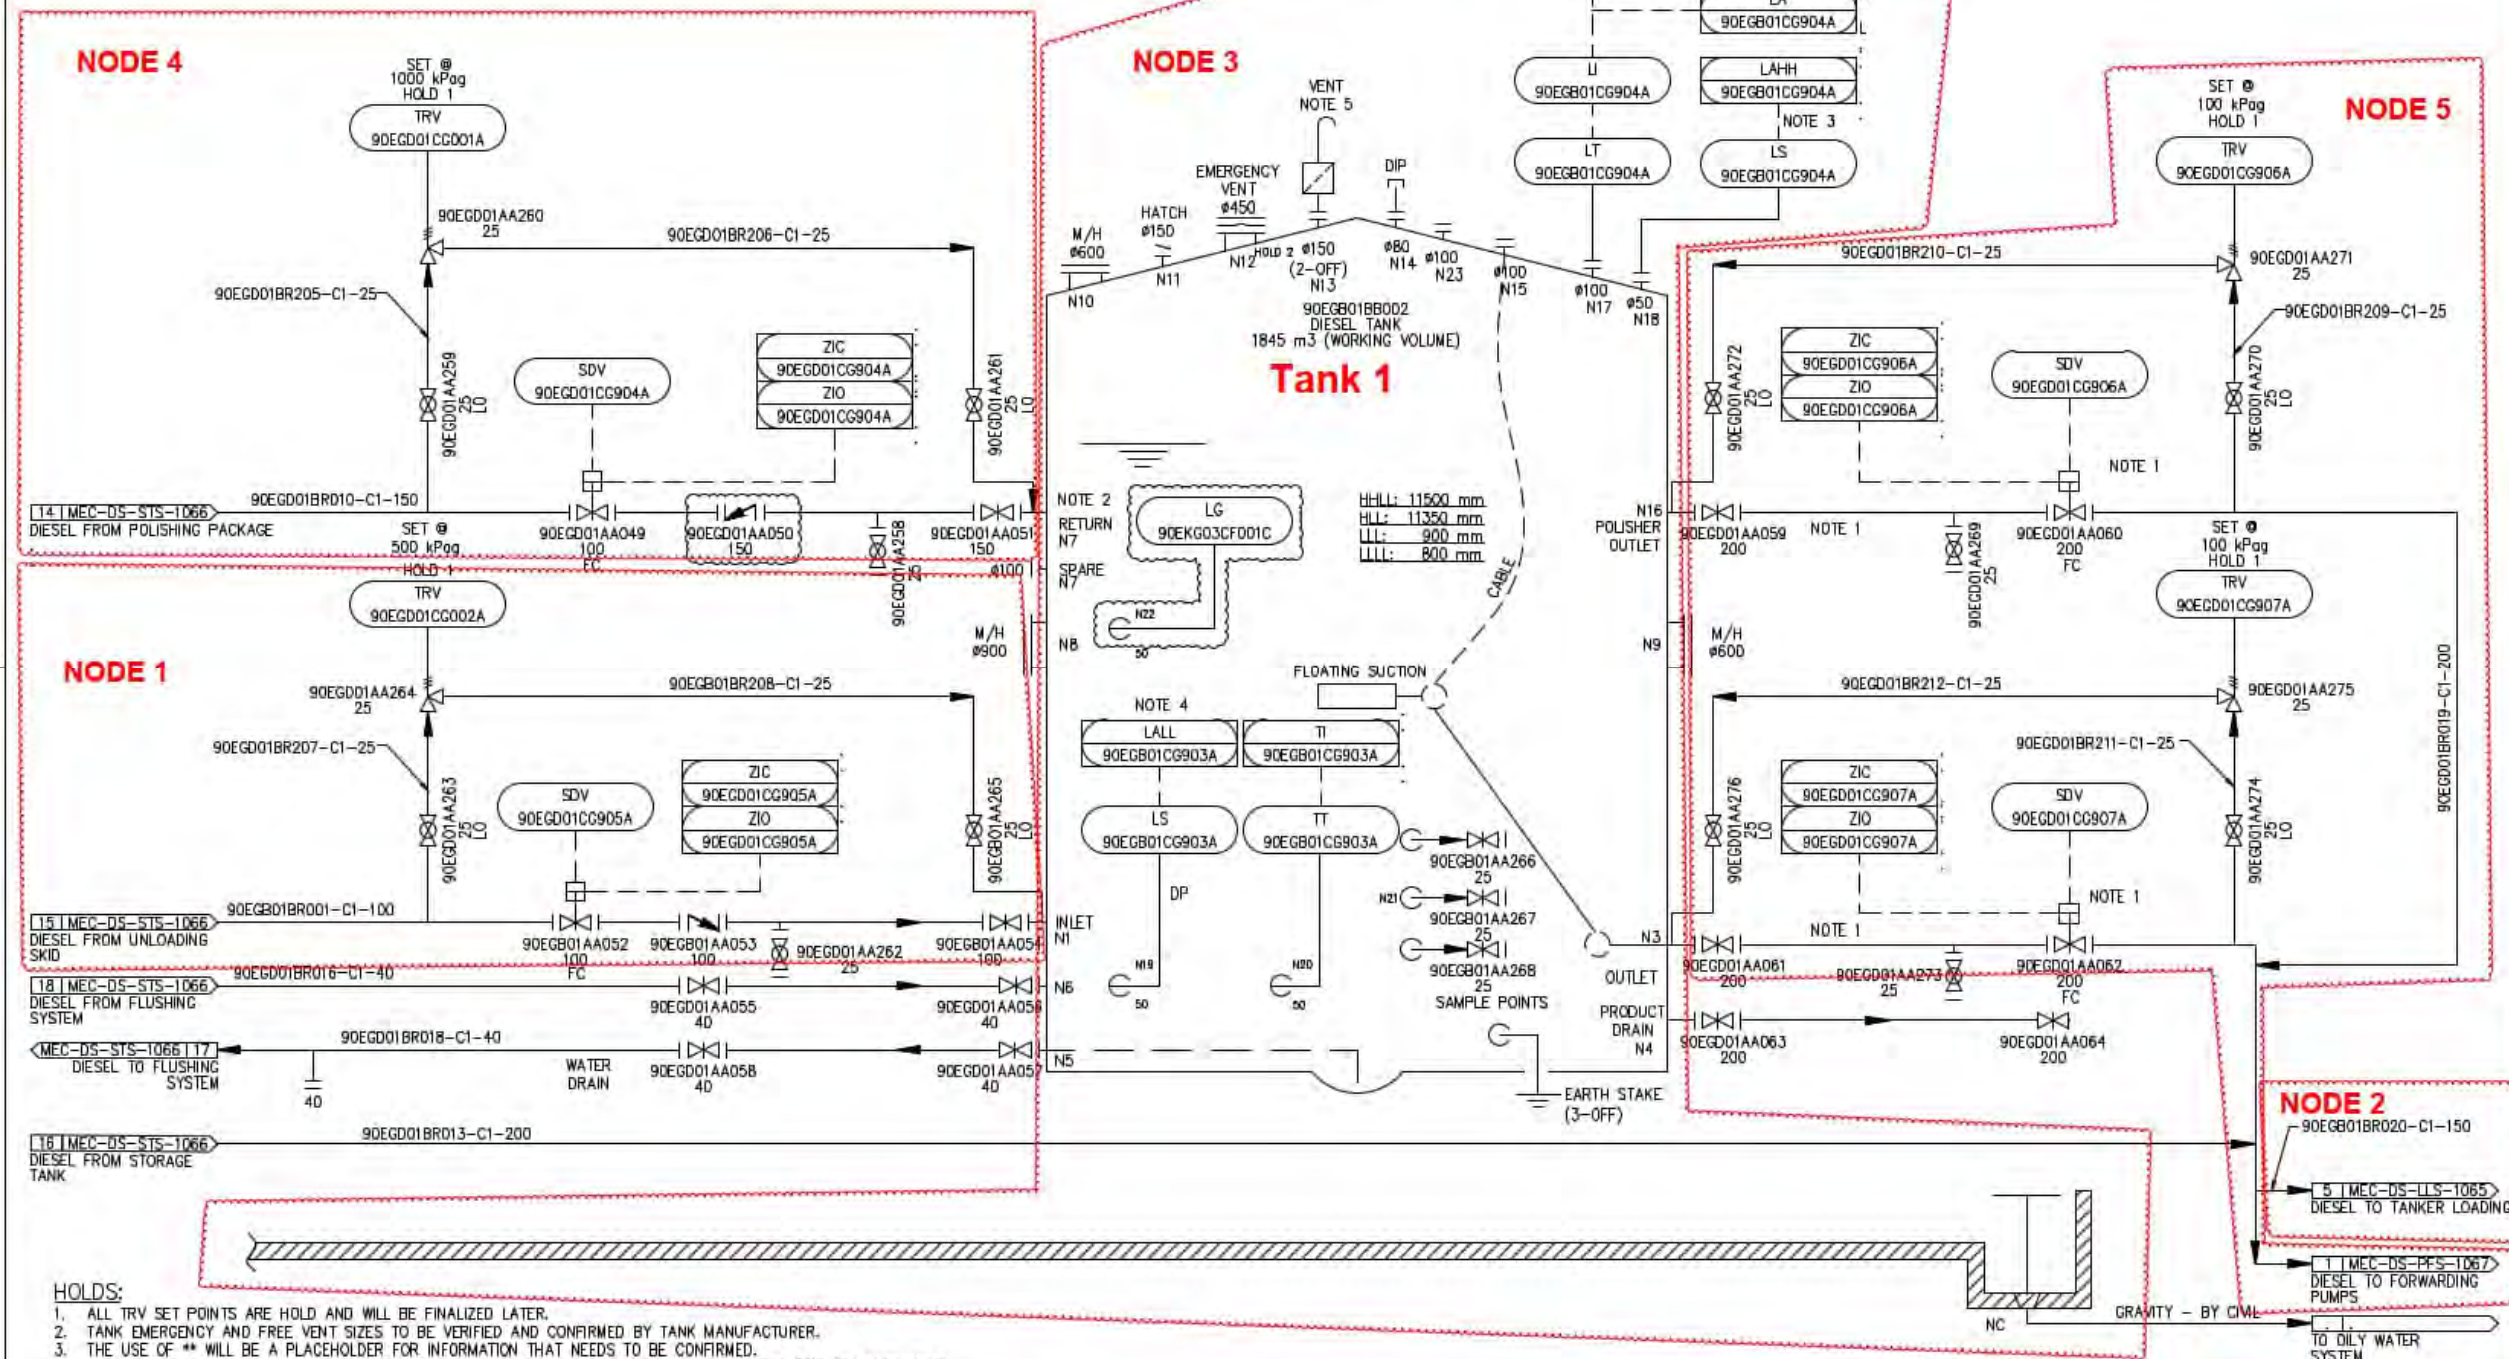 NODE 4
SET @
1000 kPag
HOLD 1
TRV
90EGD01CG001A
90EGD01AA260
25
90EGD01BR206-C1-25
90EGD01BR205-C1-25
90EGD01AA259
25
LO
SDV
90EGD01CG904A
ZIC
90EGD01CG904A
ZIO
90EGD01CG904A
90EGD01AA261
25
LO
14 MEC-DS-STS-1066
DIESEL FROM POLISHING PACKAGE
90EGD01BR010-C1-150
90EGD01AA049
100
FC
90EGD01AA050
150
90EGD01AA258
25
90EGD01AA051
150
NODE 1
SET @
500 kPag
HOLD 1
TRV
90EGD01CG002A
90EGD01AA264
25
90EGB01BR208-C1-25
90EGD01BR207-C1-25
90EGD01AA263
25
LO
SDV
90EGD01CG905A
ZIC
90EGD01CG905A
ZIO
90EGD01CG905A
90EGB01AA265
25
LO
15 MEC-DS-STS-1066
DIESEL FROM UNLOADING
SKID
90EGB01BR001-C1-100
90EGB01AA052
100
FC
90EGB01AA053
100
90EGD01AA262
25
90EGB01AA054
100
18 MEC-DS-STS-1066
DIESEL FROM FLUSHING
SYSTEM
90EGD01BR016-C1-40
90EGD01AA055
40
90EGD01AA056
40
MEC-DS-STS-1066 17
DIESEL TO FLUSHING
SYSTEM
90EGD01BR018-C1-40
40
WATER
DRAIN
90EGD01AA058
40
90EGD01AA057
40
16 MEC-DS-STS-1066
DIESEL FROM STORAGE
TANK
90EGD01BR013-C1-200
NODE 3
90EGB01CG904A
LI
90EGB01CG904A
LAHH
90EGB01CG904A
NOTE 3
LT
90EGB01CG904A
LS
90EGB01CG904A
VENT
NOTE 5
EMERGENCY
VENT
ø450
HATCH
ø150
M/H
ø600
DIP
N10
N11
N12
HOLD 2
ø150
(2-OFF)
N13
ø80
N14
ø100
N23
ø100
N15
ø100
N17
ø50
N18
90EGB01BB002
DIESEL TANK
1845 m3 (WORKING VOLUME)
Tank 1
NOTE 2
RETURN
N7
ø100
SPARE
N7
M/H
ø900
N8
LG
90EKG03CF001C
N22
50
HHLL: 11500 mm
HLL: 11350 mm
LLL: 900 mm
LLLL: 800 mm
CABLE
FLOATING SUCTION
NOTE 4
LALL
90EGB01CG903A
TI
90EGB01CG903A
LS
90EGB01CG903A
TT
90EGB01CG903A
DP
N19
50
N20
50
90EGB01AA266
25
N21
90EGB01AA267
25
90EGB01AA268
25
SAMPLE POINTS
INLET
N1
N6
N5
EARTH STAKE
(3-OFF)
N16
POLISHER
OUTLET
N9
M/H
ø600
N3
OUTLET
PRODUCT
DRAIN
N4
NODE 5
SET @
100 kPag
HOLD 1
TRV
90EGD01CG906A
90EGD01BR210-C1-25
90EGD01AA271
25
90EGD01BR209-C1-25
90EGD01AA272
25
LO
ZIC
90EGD01CG906A
ZIO
90EGD01CG906A
SDV
90EGD01CG906A
90EGD01AA270
25
LO
NOTE 1
90EGD01AA059
200
NOTE 1
90EGD01AA269
25
90EGD01AA060
200
FC
SET @
100 kPag
HOLD 1
TRV
90EGD01CG907A
90EGD01BR212-C1-25
90EGD01AA275
25
90EGD01BR211-C1-25
90EGD01AA276
25
LO
ZIC
90EGD01CG907A
ZIO
90EGD01CG907A
SDV
90EGD01CG907A
90EGD01AA274
25
LO
90EGD01BR019-C1-200
NOTE 1
NOTE 1
90EGD01AA061
200
90EGD01AA273
25
90EGD01AA062
200
FC
90EGD01AA063
200
90EGD01AA064
200
NODE 2
90EGB01BR020-C1-150
5 MEC-DS-LLS-1065
DIESEL TO TANKER LOADING
1 MEC-DS-PFS-1067
DIESEL TO FORWARDING
PUMPS
GRAVITY - BY CIVIL
NC
TO OILY WATER
SYSTEM
HOLDS:
1. ALL TRV SET POINTS ARE HOLD AND WILL BE FINALIZED LATER.
2. TANK EMERGENCY AND FREE VENT SIZES TO BE VERIFIED AND CONFIRMED BY TANK MANUFACTURER.
3. THE USE OF ** WILL BE A PLACEHOLDER FOR INFORMATION THAT NEEDS TO BE CONFIRMED.